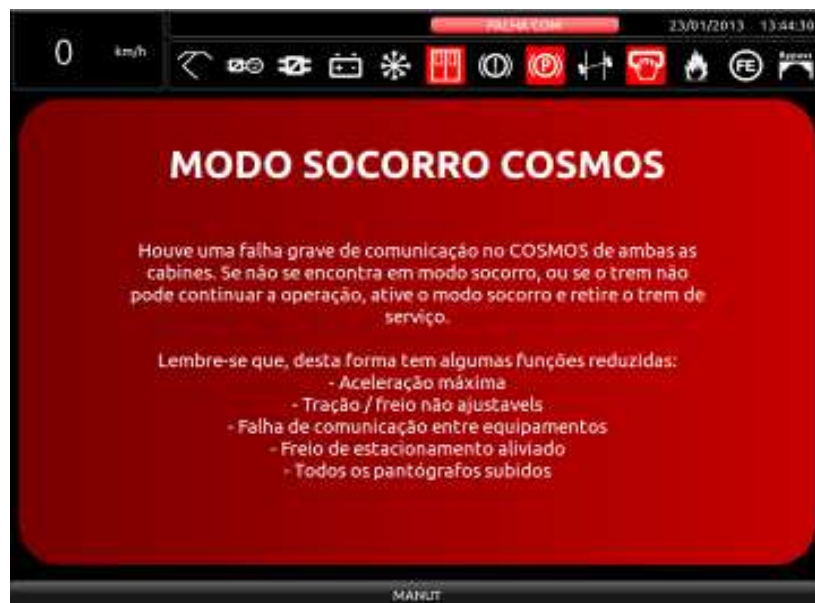 FALHA COM 23/01/2013 13:44:30
0 km/h
(!) (P) FE Bypass
MODO SOCORRO COSMOS
Houve uma falha grave de comunicação no COSMOS de ambas as
cabines. Se não se encontra em modo socorro, ou se o trem não
pode continuar a operação, ative o modo socorro e retire o trem de
serviço.
Lembre-se que, desta forma tem algumas funções reduzidas:
- Aceleração máxima
- Tração / freio não ajustavels
- Falha de comunicação entre equipamentos
- Freio de estacionamento aliviado
- Todos os pantógrafos subidos
MANUT